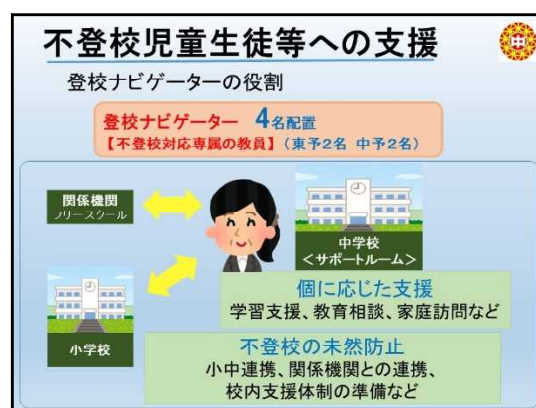 不登校児童生徒等への支援
中
登校ナビゲーターの役割
登校ナビゲーター 4名配置
【不登校対応専属の教員】（東予2名 中予2名）
関係機関
フリースクール
中学校
<サポートルーム>
個に応じた支援
学習支援、教育相談、家庭訪問など
小学校
不登校の未然防止
小中連携、関係機関との連携、
校内支援体制の準備など